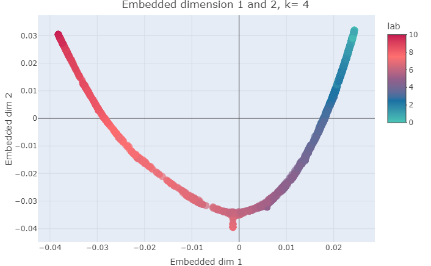 Embedded dimension 1 and 2, k= 4
lab
0.03
0.02
0.01
0
−0.01
−0.02
−0.03
−0.04
Embedded dim 2
10
8
6
4
2
0
−0.04 −0.03 −0.02 −0.01 0 0.01 0.02
Embedded dim 1